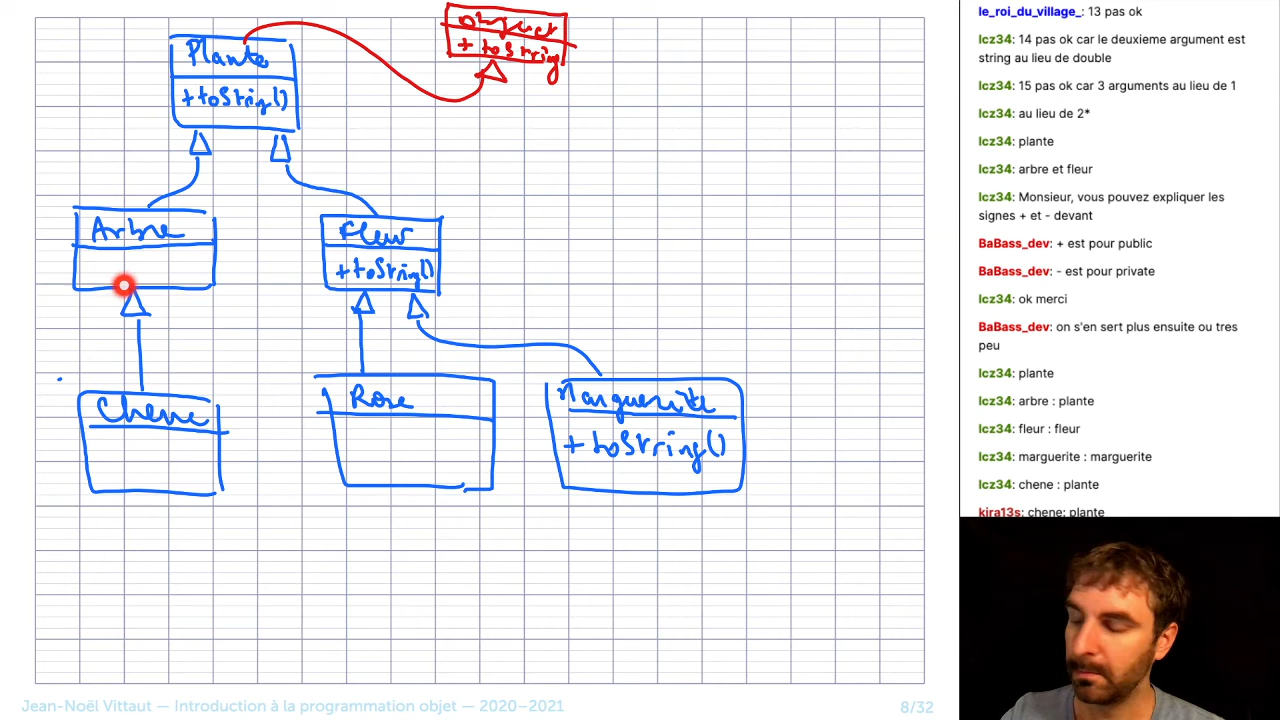 Plante
+toString()
object
+ toString
Arbre
Fleur
+toString()
Chene
Rose
Marguerite
+ toString()
Jean-Noël Vittaut — Introduction à la programmation objet — 2020–2021
8/32
le_roi_du_village_: 13 pas ok
lcz34: 14 pas ok car le deuxieme argument est
string au lieu de double
lcz34: 15 pas ok car 3 arguments au lieu de 1
lcz34: au lieu de 2*
lcz34: plante
lcz34: arbre et fleur
lcz34: Monsieur, vous pouvez expliquer les
signes + et - devant
BaBass_dev: + est pour public
BaBass_dev: - est pour private
lcz34: ok merci
BaBass_dev: on s'en sert plus ensuite ou tres
peu
lcz34: plante
lcz34: arbre : plante
lcz34: fleur : fleur
lcz34: marguerite : marguerite
lcz34: chene : plante
kira13s: chene: plante